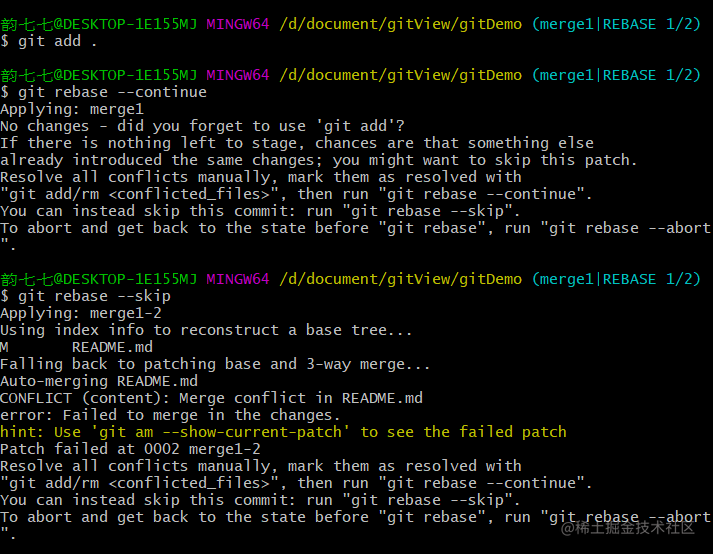 韵七七@DESKTOP-1E155MJ MINGW64 /d/document/gitView/gitDemo (merge1|REBASE 1/2)
$ git add .
韵七七@DESKTOP-1E155MJ MINGW64 /d/document/gitView/gitDemo (merge1|REBASE 1/2)
$ git rebase --continue
Applying: merge1
No changes - did you forget to use 'git add'?
If there is nothing left to stage, chances are that something else
already introduced the same changes; you might want to skip this patch.
Resolve all conflicts manually, mark them as resolved with
"git add/rm <conflicted_files>", then run "git rebase --continue".
You can instead skip this commit: run "git rebase --skip".
To abort and get back to the state before "git rebase", run "git rebase --abort
".
韵七七@DESKTOP-1E155MJ MINGW64 /d/document/gitView/gitDemo (merge1|REBASE 1/2)
$ git rebase --skip
Applying: merge1-2
Using index info to reconstruct a base tree...
M       README.md
Falling back to patching base and 3-way merge...
Auto-merging README.md
CONFLICT (content): Merge conflict in README.md
error: Failed to merge in the changes.
hint: Use 'git am --show-current-patch' to see the failed patch
Patch failed at 0002 merge1-2
Resolve all conflicts manually, mark them as resolved with
"git add/rm <conflicted_files>", then run "git rebase --continue".
You can instead skip this commit: run "git rebase --skip".
To abort and get back to the state before "git rebase", run "git rebase --abort
".
@稀土掘金技术社区